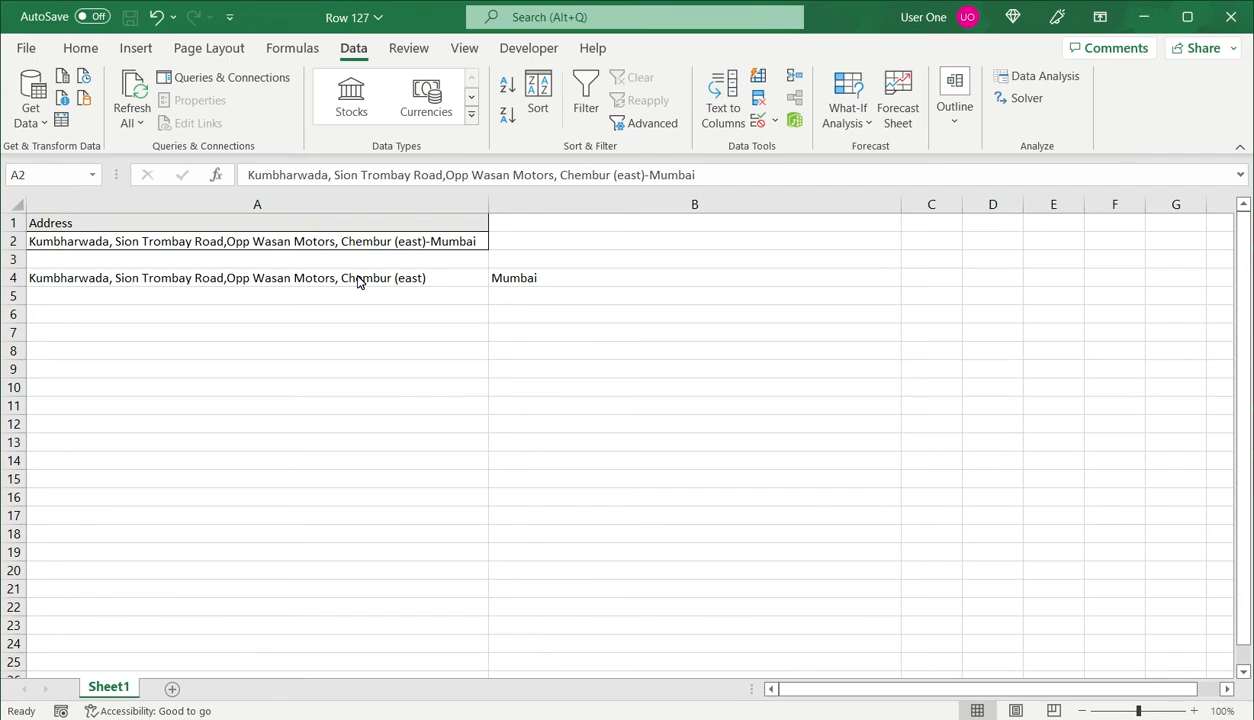 AutoSave Off Row 127 Search (Alt+Q) User One UO
File Home Insert Page Layout Formulas Data Review View Developer Help Comments Share
Get Data
Refresh All
Queries & Connections
Properties
Edit Links
Stocks
Currencies
Sort
Filter
Clear
Reapply
Advanced
Text to Columns
What-If Analysis
Forecast Sheet
Outline
Data Analysis
Solver
Get & Transform Data Queries & Connections Data Types Sort & Filter Data Tools Forecast Analyze
A2 fx Kumbharwada, Sion Trombay Road,Opp Wasan Motors, Chembur (east)-Mumbai
A B C D E F G
1 Address
2 Kumbharwada, Sion Trombay Road,Opp Wasan Motors, Chembur (east)-Mumbai
3
4 Kumbharwada, Sion Trombay Road,Opp Wasan Motors, Chembur (east) Mumbai
5
6
7
8
9
10
11
12
13
14
15
16
17
18
19
20
21
22
23
24
25
Sheet1
Ready Accessibility: Good to go 100%